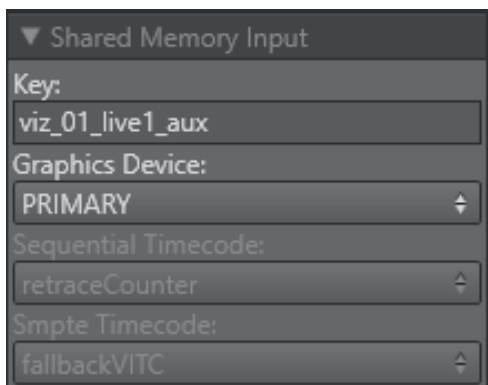 Shared Memory Input
Key:
viz_01_live1_aux
Graphics Device:
PRIMARY
Sequential Timecode:
retraceCounter
Smpte Timecode:
fallbackVITC